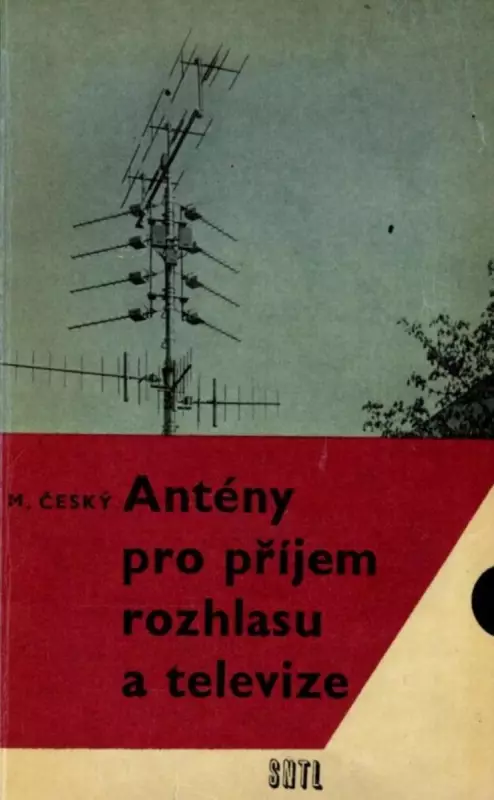 M. ČESKÝ Antény
pro příjem
rozhlasu
a televize
SNTL